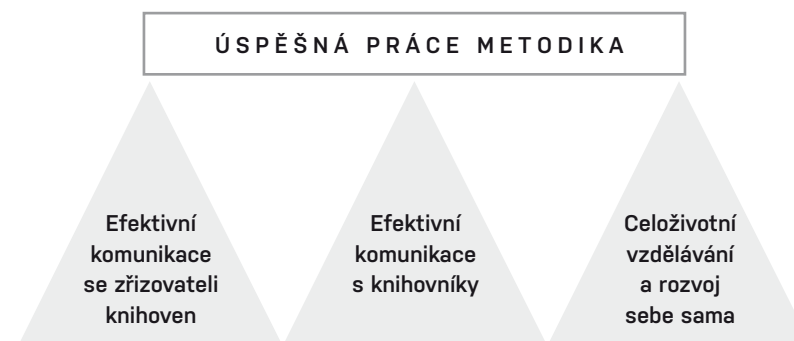 ÚSPĚŠNÁ PRÁCE METODIKA
Efektivní
komunikace
se zřizovateli
knihoven
Efektivní
komunikace
s knihovníky
Celoživotní
vzdělávání
a rozvoj
sebe sama